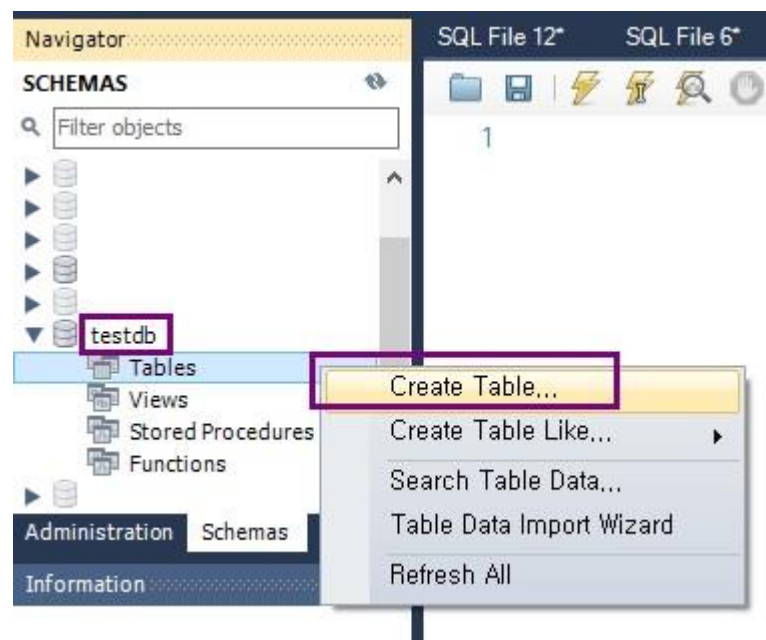 Navigator
SQL File 12*
SQL File 6*
SCHEMAS
Filter objects
1
testdb
Tables
Views
Stored Procedures
Functions
Create Table...
Create Table Like...
Search Table Data...
Table Data Import Wizard
Refresh All
Administration
Schemas
Information